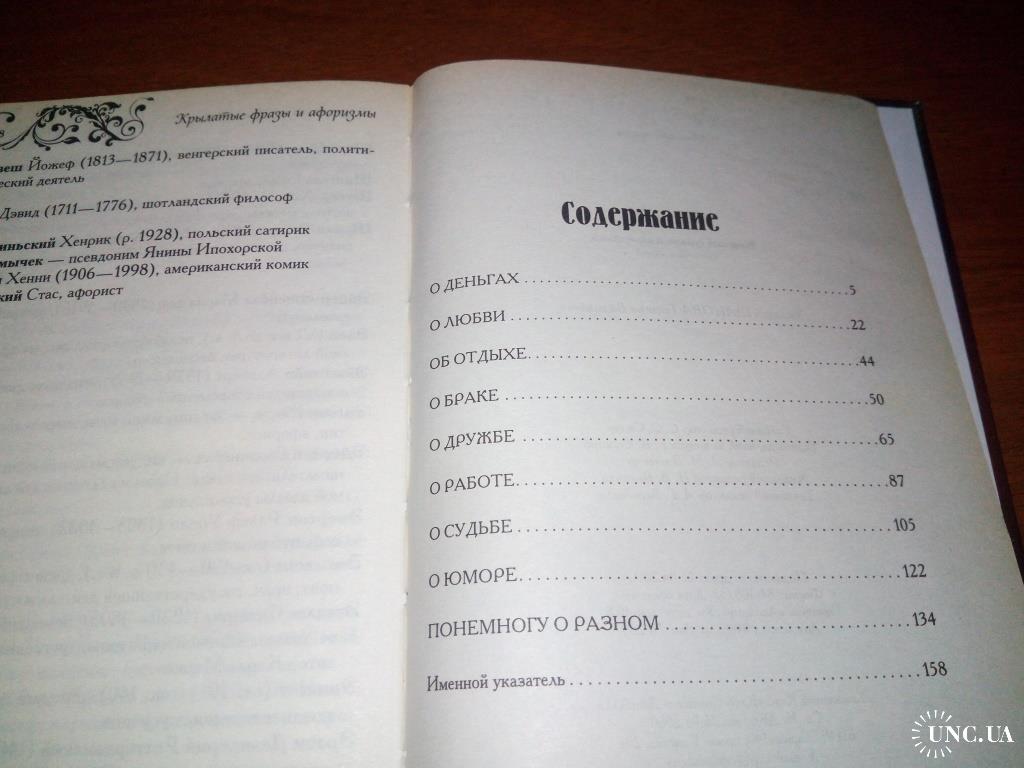 8
Крылатые фразы и афоризмы
веш Йожеф (1813—1871), венгерский писатель, полити-
еский деятель
Дэвид (1711—1776), шотландский философ
иньский Хенрик (р. 1928), польский сатирик
мычек — псевдоним Янины Ипохорской
Хенни (1906—1998), американский комик
кий Стас, афорист
Содержание
О ДЕНЬГАХ 5
О ЛЮБВИ 22
ОБ ОТДЫХЕ 44
О БРАКЕ 50
О ДРУЖБЕ 65
О РАБОТЕ 87
О СУДЬБЕ 105
О ЮМОРЕ 122
ПОНЕМНОГУ О РАЗНОМ 134
Именной указатель 158
UNC.UA